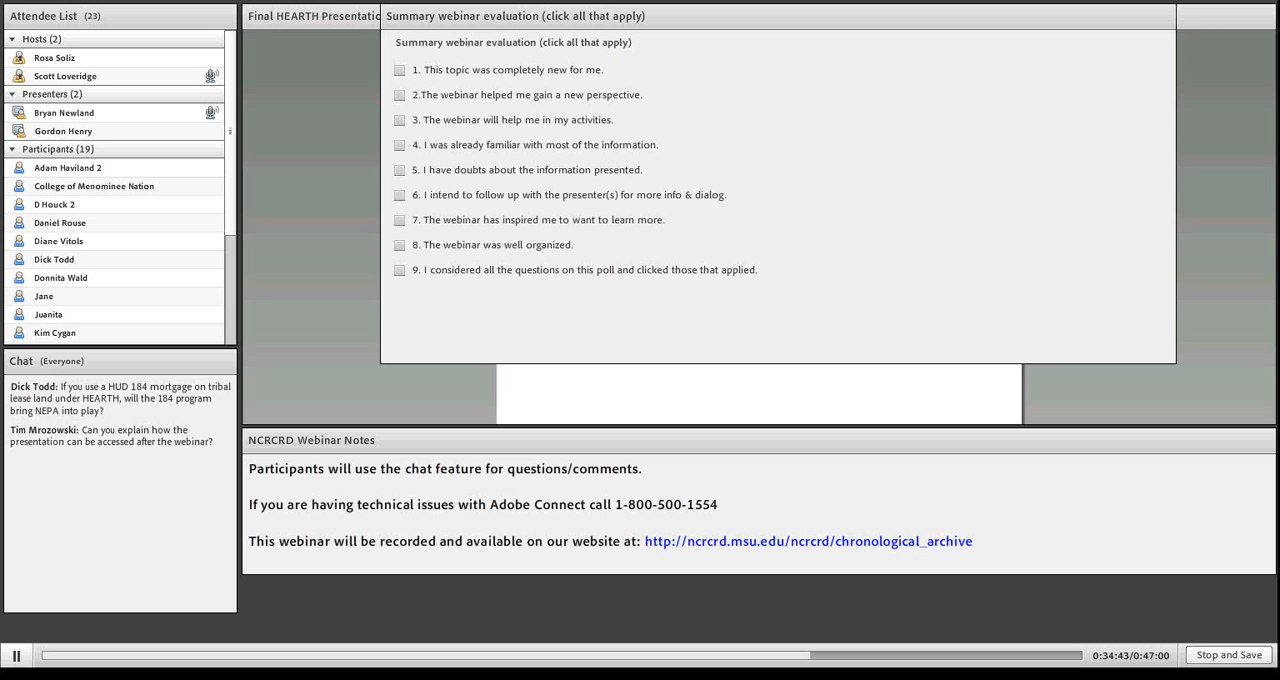 Attendee List (23)
Hosts (2)
Rosa Soliz
Scott Loveridge
Presenters (2)
Bryan Newland
Gordon Henry
Participants (19)
Adam Haviland 2
College of Menominee Nation
D Houck 2
Daniel Rouse
Diane Vitols
Dick Todd
Donnita Wald
Jane
Juanita
Kim Cygan
Chat (Everyone)
Dick Todd: If you use a HUD 184 mortgage on tribal
lease land under HEARTH, will the 184 program
bring NEPA into play?
Tim Mrozowski: Can you explain how the
presentation can be accessed after the webinar?
Final HEARTH
Summary webinar evaluation (click all that apply)
Summary webinar evaluation (click all that apply)
1. This topic was completely new for me.
2.The webinar helped me gain a new perspective.
3. The webinar will help me in my activities.
4. I was already familiar with most of the information.
5. I have doubts about the information presented.
6. I intend to follow up with the presenter(s) for more info & dialog.
7. The webinar has inspired me to want to learn more.
8. The webinar was well organized.
9. I considered all the questions on this poll and clicked those that applied.
NCRCRD Webinar Notes
Participants will use the chat feature for questions/comments.
If you are having technical issues with Adobe Connect call 1-800-500-1554
This webinar will be recorded and available on our website at: http://ncrcrd.msu.edu/ncrcrd/chronological_archive
0:34:43/0:47:00
Stop and Save